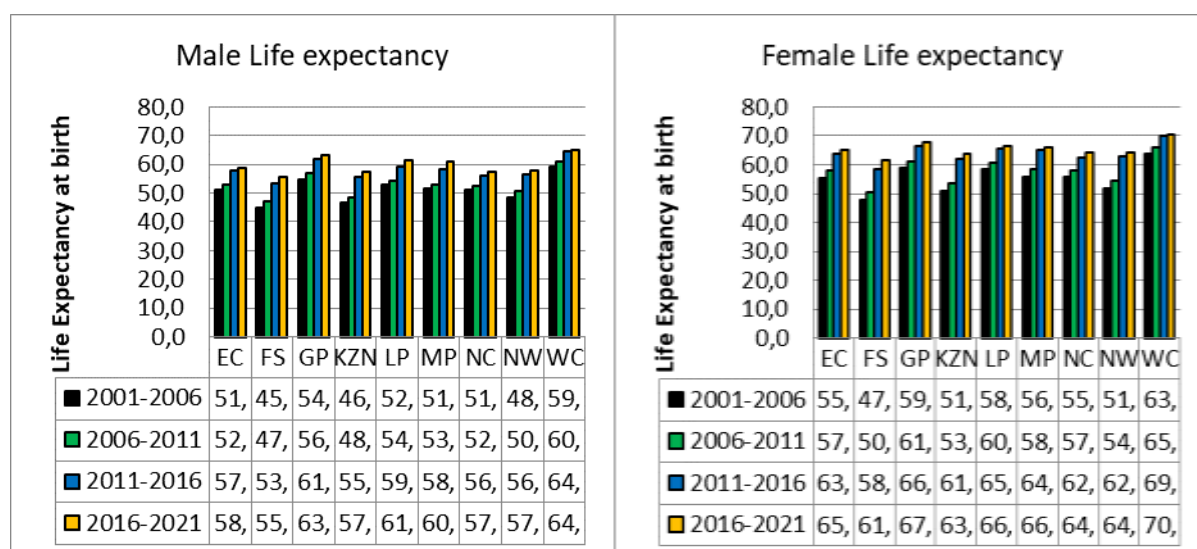 Male Life expectancy
Life Expectancy at birth
80,0
70,0
60,0
50,0
40,0
30,0
20,0
10,0
0,0
EC FS GP KZN LP MP NC NW WC
2001-2006 51, 45, 54, 46, 52, 51, 51, 48, 59,
2006-2011 52, 47, 56, 48, 54, 53, 52, 50, 60,
2011-2016 57, 53, 61, 55, 59, 58, 56, 56, 64,
2016-2021 58, 55, 63, 57, 61, 60, 57, 57, 64,
Female Life expectancy
Life Expectancy at birth
80,0
70,0
60,0
50,0
40,0
30,0
20,0
10,0
0,0
EC FS GP KZN LP MP NC NW WC
2001-2006 55, 47, 59, 51, 58, 56, 55, 51, 63,
2006-2011 57, 50, 61, 53, 60, 58, 57, 54, 65,
2011-2016 63, 58, 66, 61, 65, 64, 62, 62, 69,
2016-2021 65, 61, 67, 63, 66, 66, 64, 64, 70,